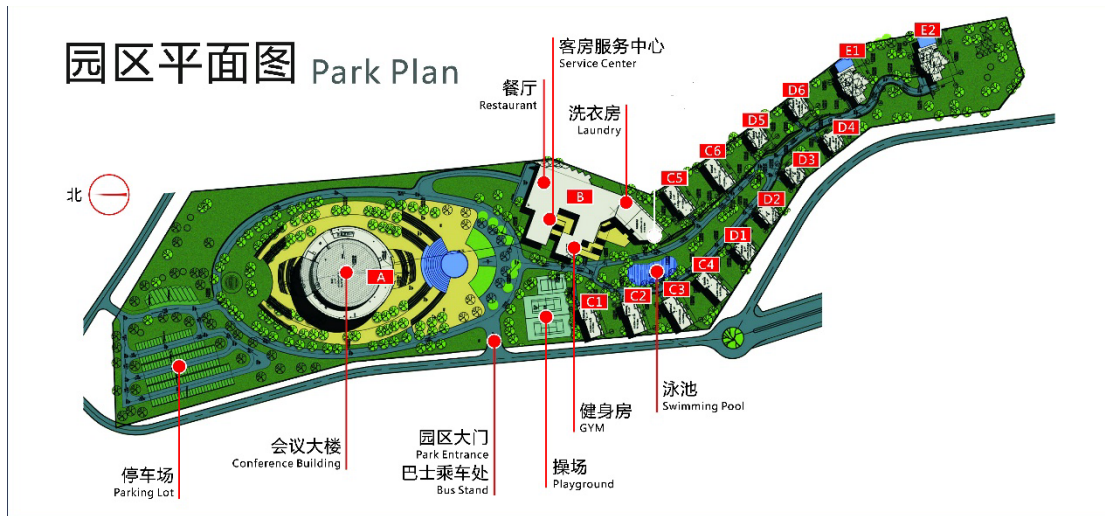 园区平面图 Park Plan
客房服务中心
Service Center
餐厅
Restaurant
洗衣房
Laundry
北
E2
E1
D6
D5
D4
C6
D3
C5
B
D2
D1
A
C4
C3
C2
C1
泳池
Swimming Pool
健身房
GYM
园区大门
Park Entrance
巴士乘车处
Bus Stand
操场
Playground
会议大楼
Conference Building
停车场
Parking Lot